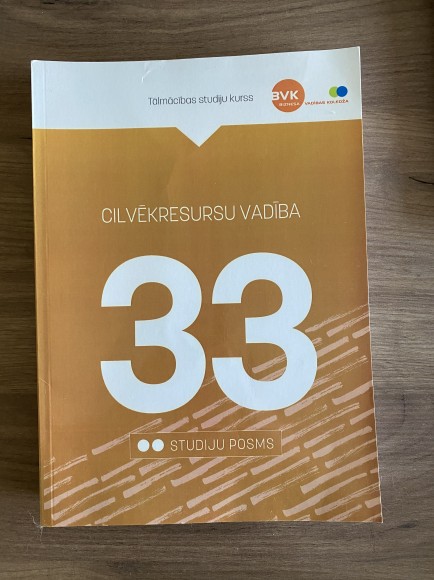 Tālmācības studiju kurss
BVK
BIZNESA
VADĪBAS KOLEDŽA
CILVĒKRESURSU VADĪBA
33
STUDIJU POSMS